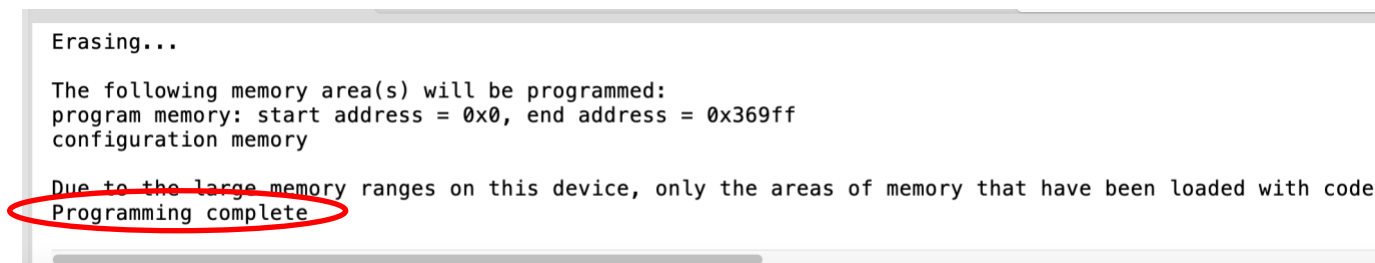 Erasing...
The following memory area(s) will be programmed:
program memory: start address = 0x0, end address = 0x369ff
configuration memory
Due to the large memory ranges on this device, only the areas of memory that have been loaded with code
Programming complete